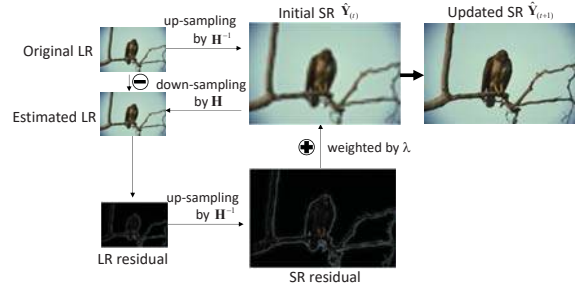 Initial SR Ŷ(t)
Updated SR Ŷ(t+1)
up-sampling
by H⁻¹
Original LR
down-sampling
by H
Estimated LR
weighted by λ
up-sampling
by H⁻¹
LR residual
SR residual